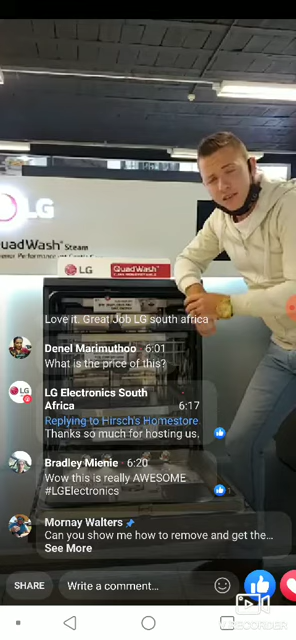 LG
QuadWash Steam
LG QuadWash
Love it. Great Job LG south africa
Denel Marimuthoo · 6:01
What is the price of this?
LG Electronics South
Africa 6:17
Replying to Hirsch's Homestore
Thanks so much for hosting us.
Bradley Mienie · 6:20
Wow this is really AWESOME
#LGElectronics
1
Mornay Walters
Can you show me how to remove and get the...
See More
SHARE
Write a comment...
RECORDER